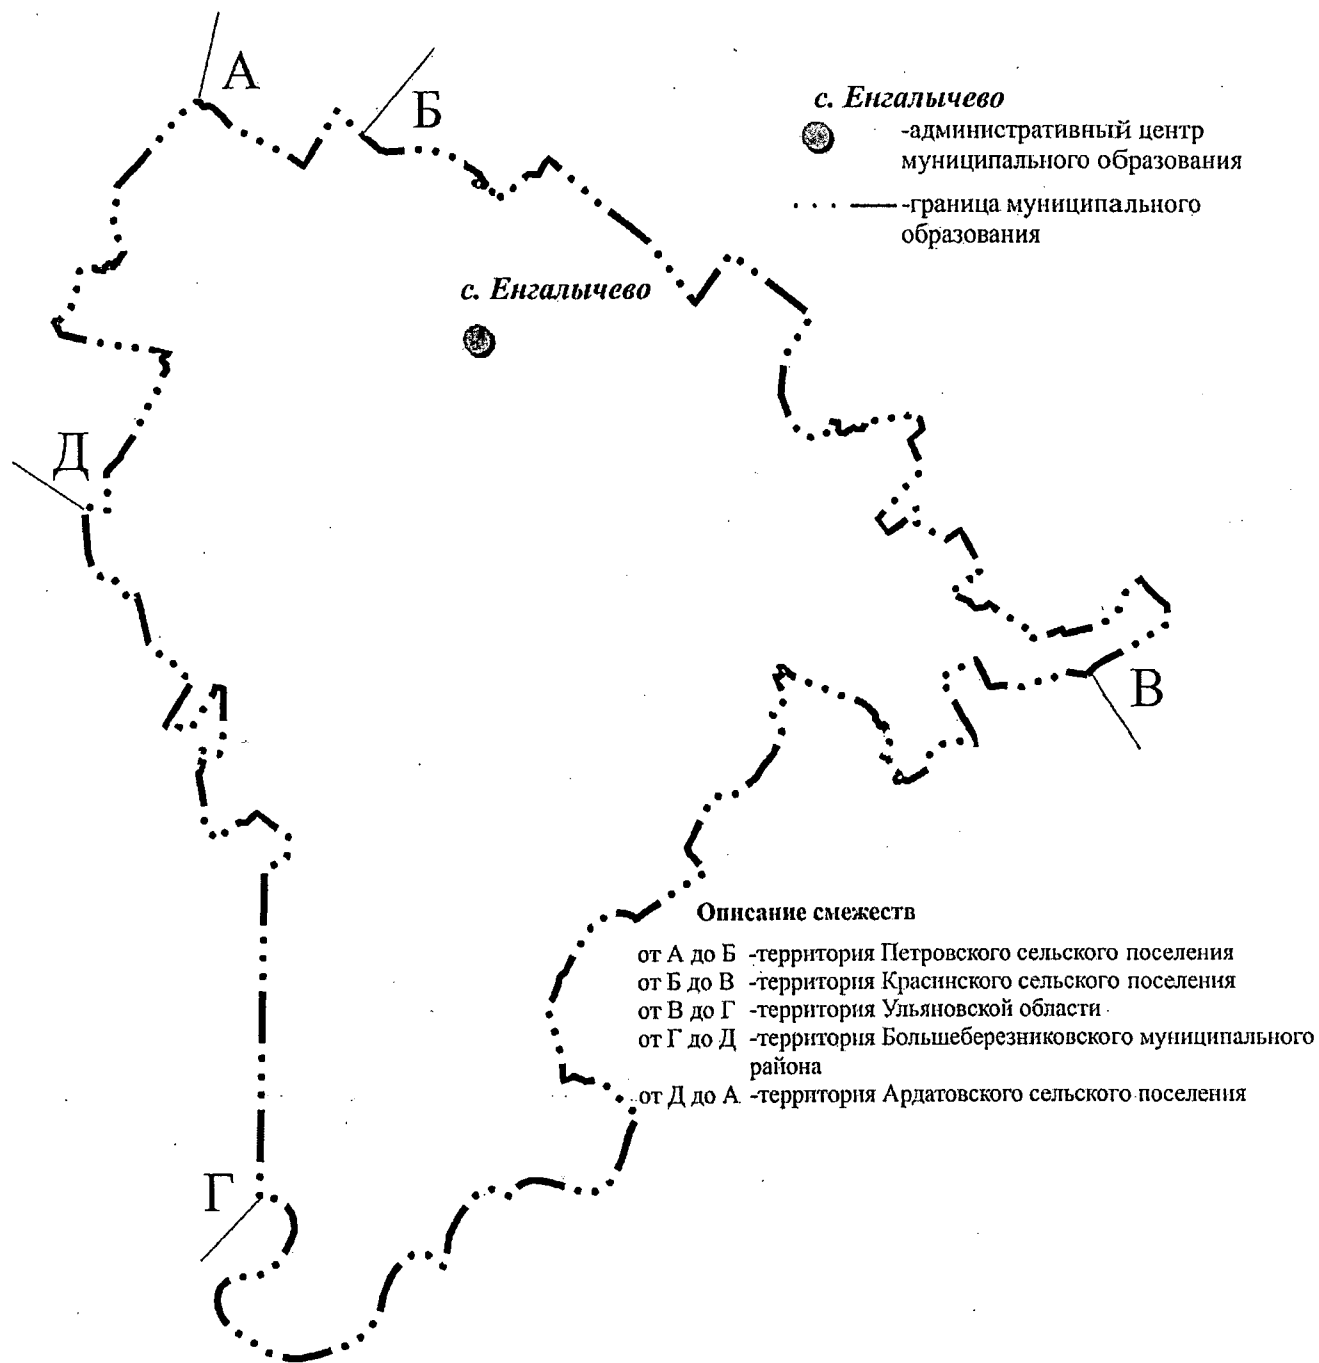 А
Б
с. Енгалычево
-административный центр
муниципального образования
-граница муниципального
образования
с. Енгалычево
Д
В
Описание смежеств
от А до Б -территория Петровского сельского поселения
от Б до В -территория Красинского сельского поселения
от В до Г -территория Ульяновской области
от Г до Д -территория Большеберезниковского муниципального
района
от Д до А -территория Ардатовского сельского поселения
Г